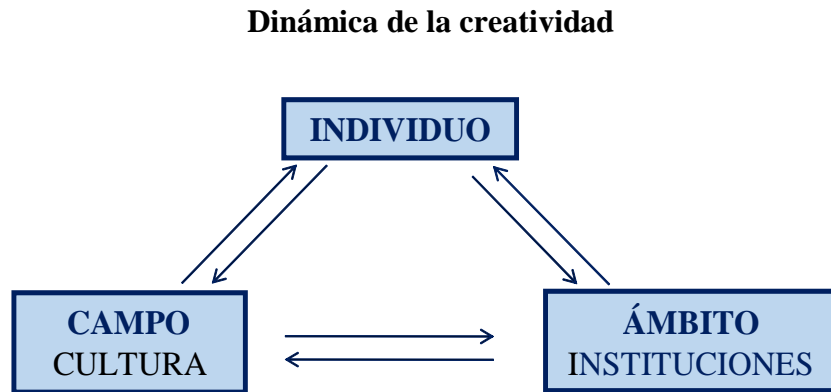 Dinámica de la creatividad
INDIVIDUO
CAMPO
CULTURA
ÁMBITO
INSTITUCIONES